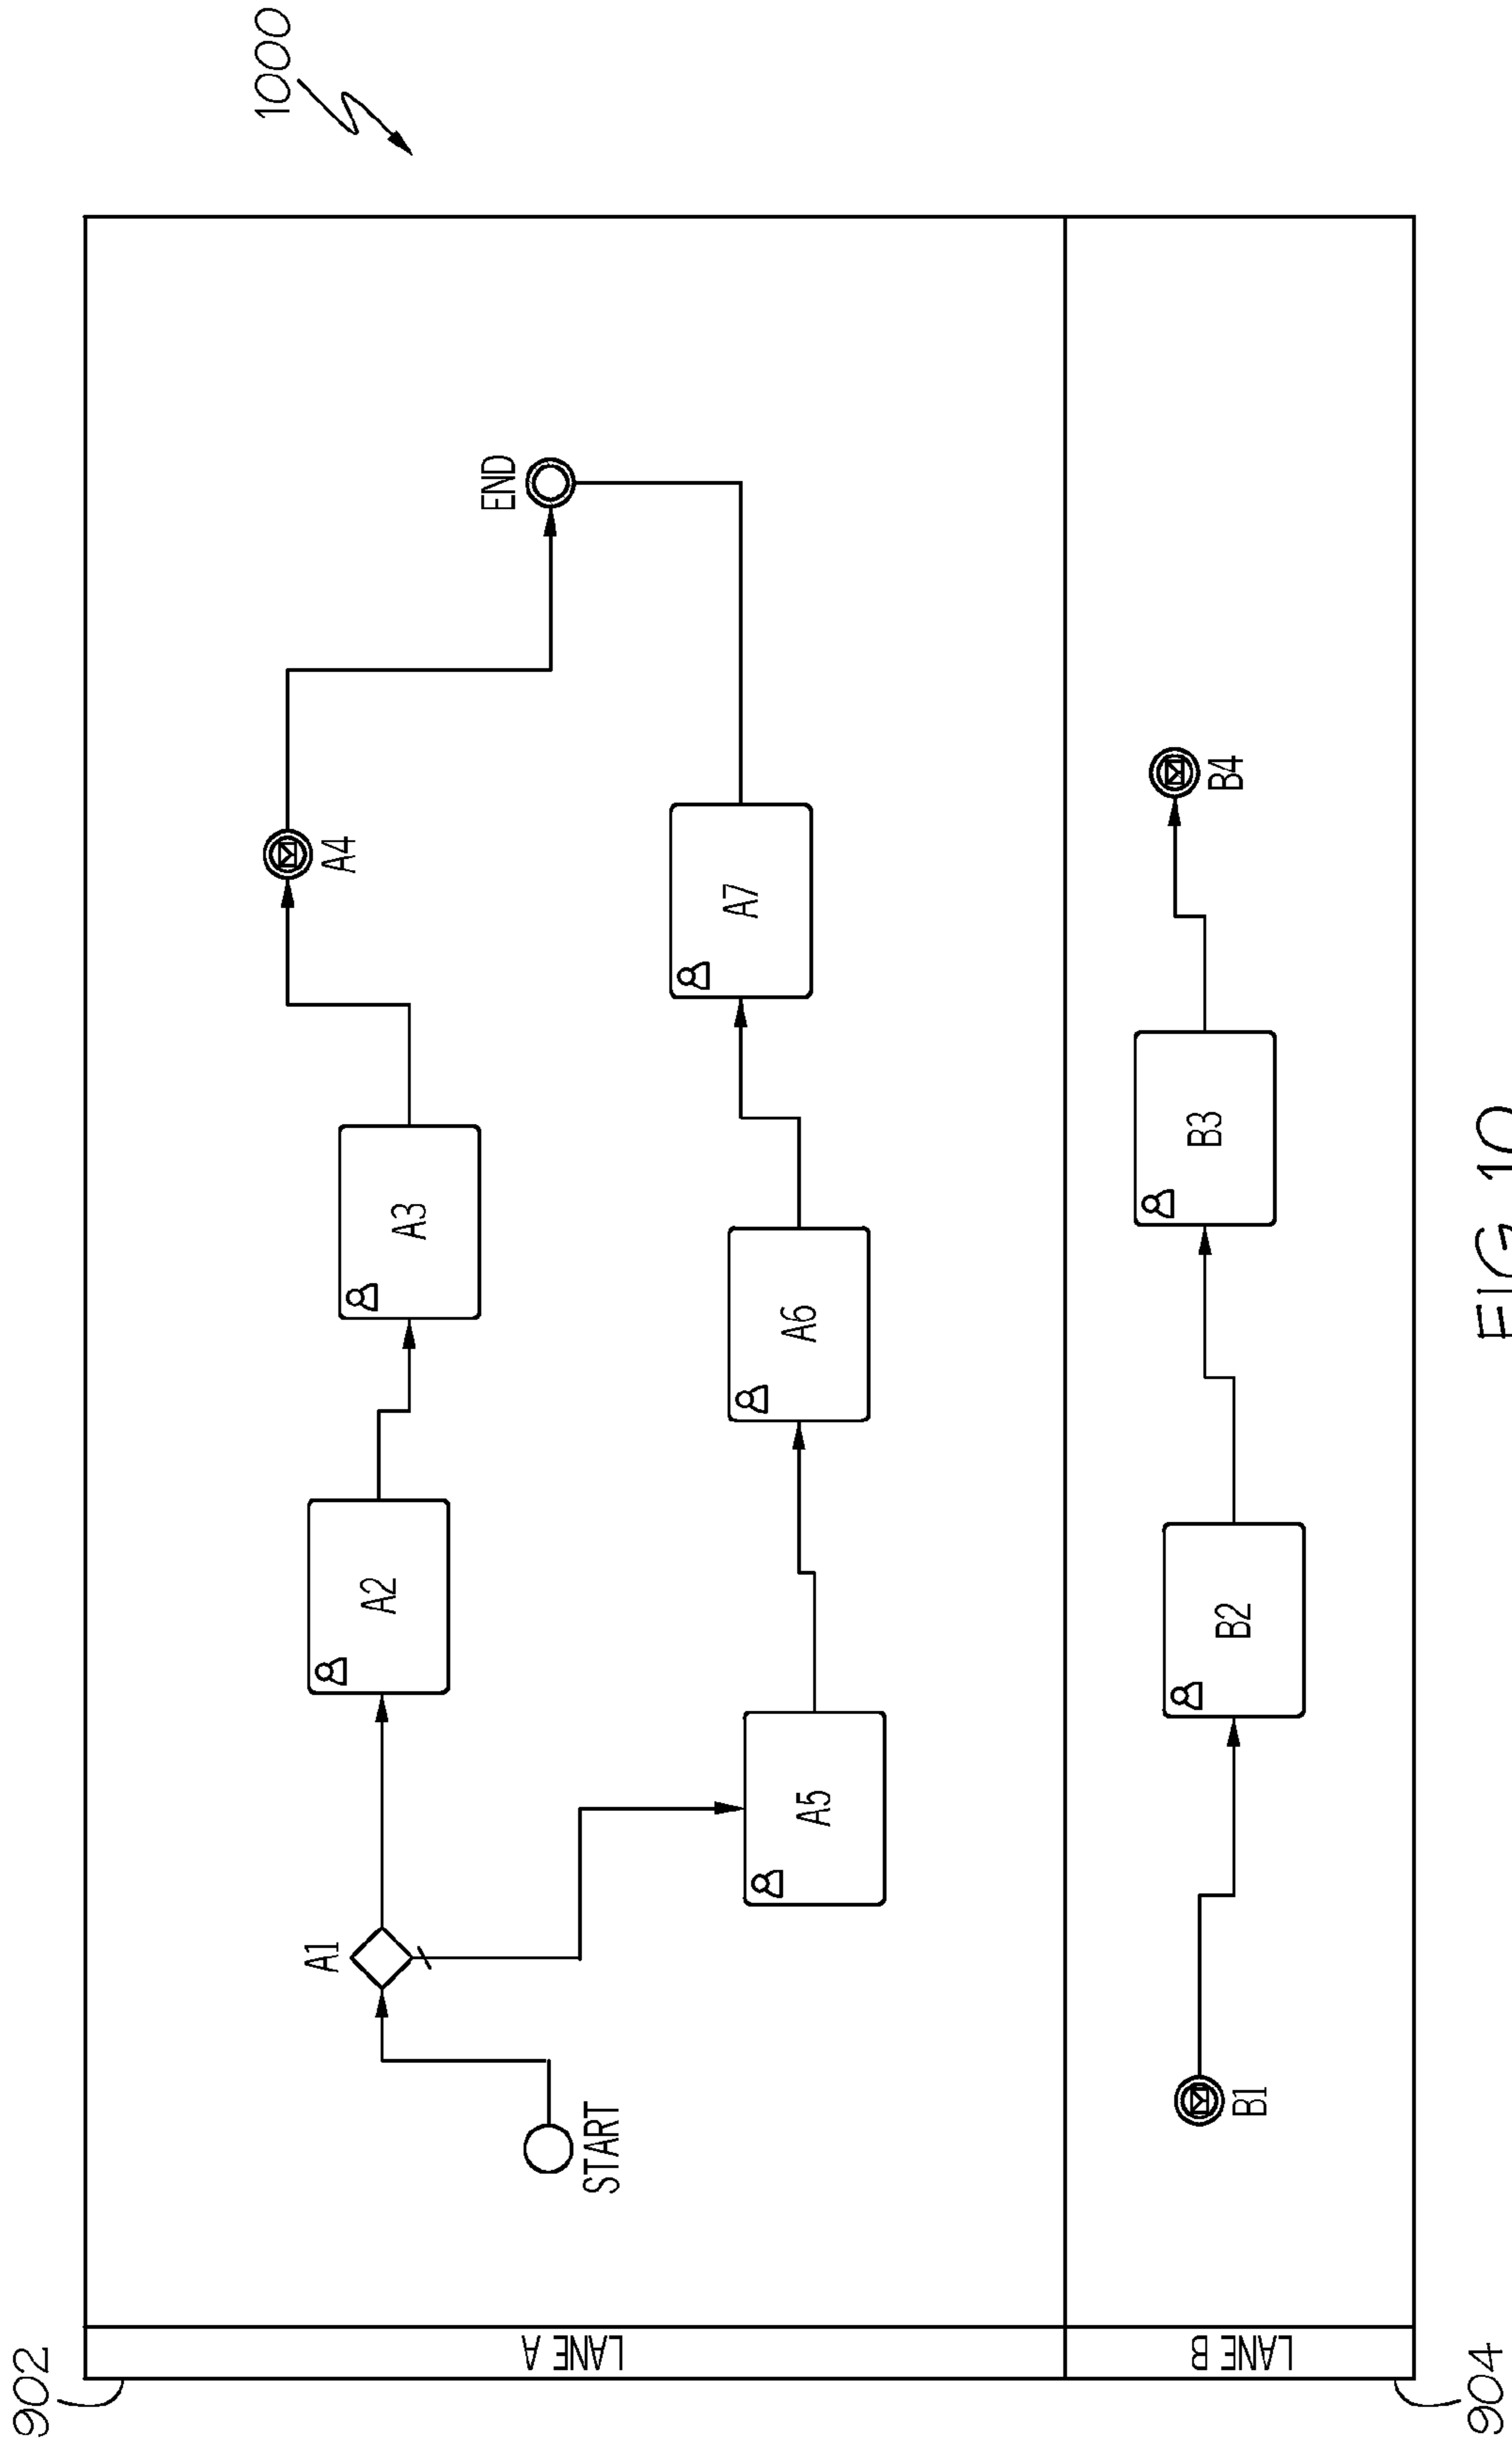 1000
902
LANE A
START
A1
A2
A3
A4
END
A5
A6
A7
904
LANE B
B1
B2
B3
B4
FIG. 10